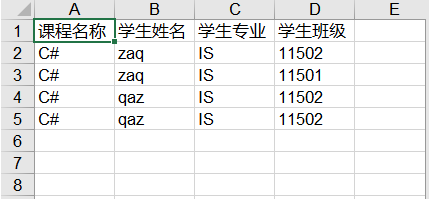 A B C D E
1 课程名称 学生姓名 学生专业 学生班级
2 C# zaq IS 11502
3 C# zaq IS 11501
4 C# qaz IS 11502
5 C# qaz IS 11502
6
7
8